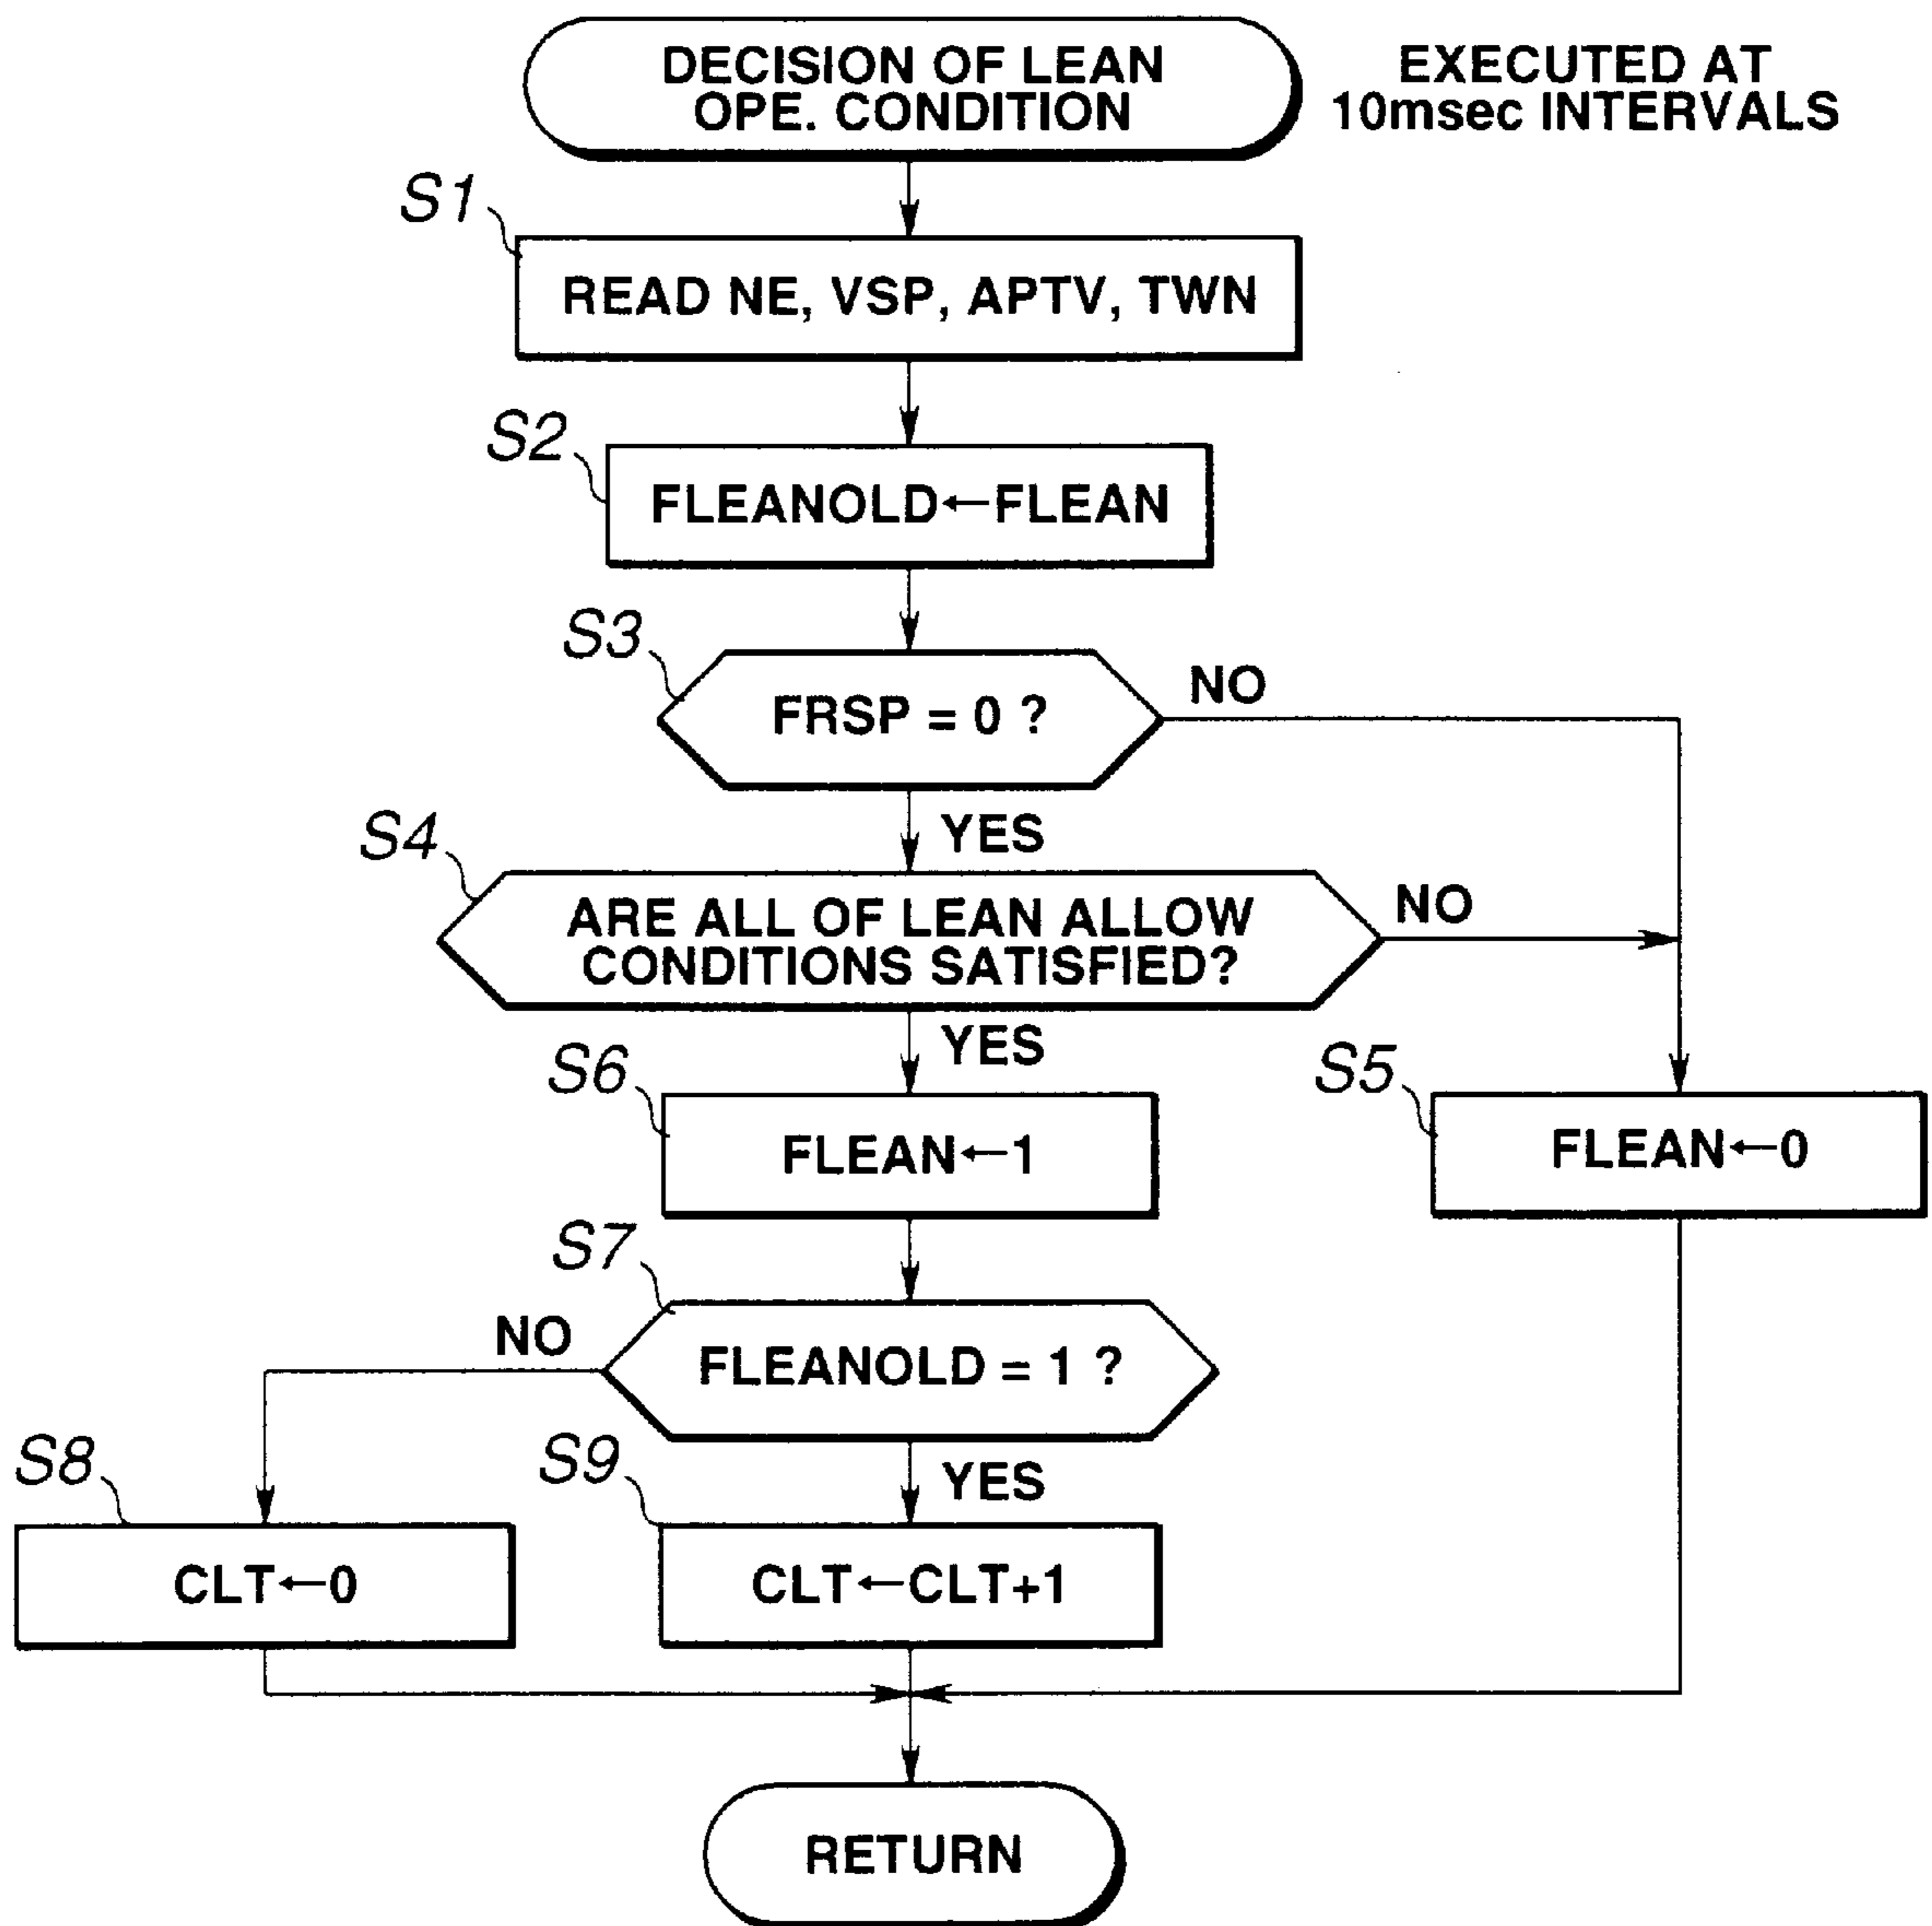 DECISION OF LEAN
OPE. CONDITION
EXECUTED AT
10msec INTERVALS
S1
READ NE, VSP, APTV, TWN
S2
FLEANOLD←FLEAN
S3
FRSP = 0 ?
NO
YES
S4
ARE ALL OF LEAN ALLOW
CONDITIONS SATISFIED?
NO
YES
S6
FLEAN←1
S5
FLEAN←0
S7
FLEANOLD = 1 ?
NO
YES
S8
CLT←0
S9
CLT←CLT+1
RETURN